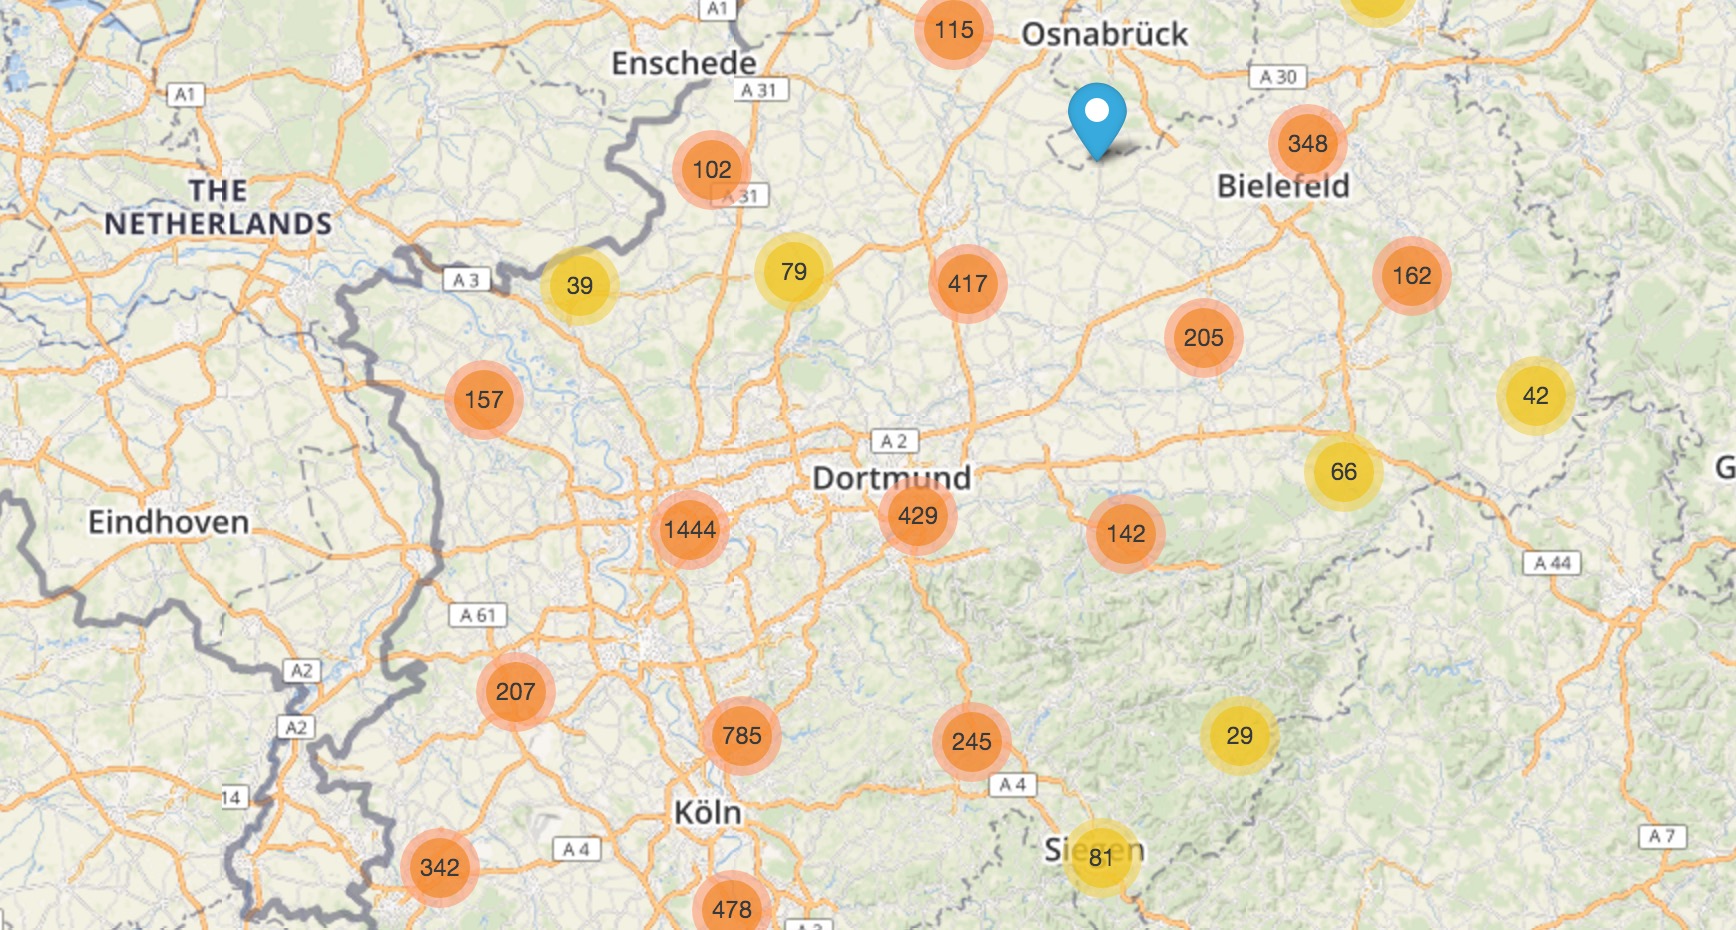 A1
115
Osnabrück
Enschede
A 30
A 31
A1
348
102
Bielefeld
THE
NETHERLANDS
A 31
79
162
A 3
39
417
205
157
42
A 2
66
Dortmund
429
Eindhoven
1444
142
A 44
A 61
A2
207
A2
785
245
29
A 4
14
Köln
A 7
A 4
81
342
478